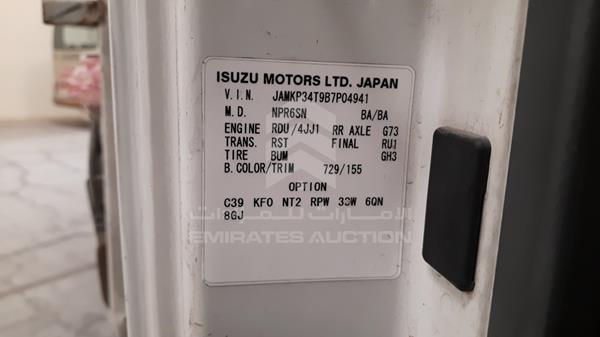 ISUZU MOTORS LTD. JAPAN
V.I.N. JAMKP34T9B7P04941
M.D. NPR6SN BA/BA
ENGINE RDU/4JJ1 RR AXLE G73
TRANS. RST FINAL RU1
TIRE BUM GH3
B.COLOR/TRIM 729/155
OPTION
C39 KFO NT2 RPW 3CW 6QN
8GJ
الإمارات للمزادات
EMIRATES AUCTION